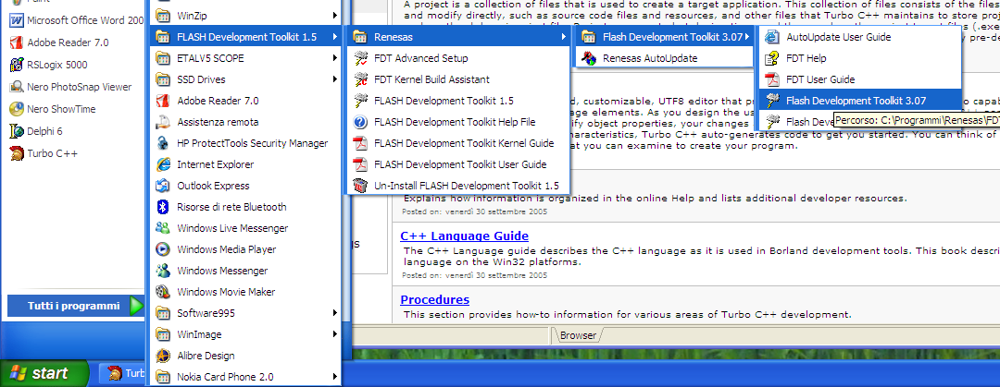 Paint
Microsoft Office Word 200
Adobe Reader 7.0
RSLogix 5000
Nero PhotoSnap Viewer
Nero ShowTime
Delphi 6
Turbo C++
Tutti i programmi
start
Turb
WinZip
FLASH Development Toolkit 1.5
ETALV5 SCOPE
SSD Drives
Adobe Reader 7.0
Assistenza remota
HP ProtectTools Security Manager
Internet Explorer
Outlook Express
Risorse di rete Bluetooth
Windows Live Messenger
Windows Media Player
Windows Messenger
Windows Movie Maker
Software995
WinImage
Alibre Design
Nokia Card Phone 2.0
Renesas
FDT Advanced Setup
FDT Kernel Build Assistant
FLASH Development Toolkit 1.5
FLASH Development Toolkit Help File
FLASH Development Toolkit Kernel Guide
FLASH Development Toolkit User Guide
Un-Install FLASH Development Toolkit 1.5
Flash Development Toolkit 3.07
Renesas AutoUpdate
AutoUpdate User Guide
FDT Help
FDT User Guide
Flash Development Toolkit 3.07
Flash Deve
Percorso: C:\Programmi\Renesas\FDT
A project is a collection of files that is used to create a target application. This collection of files consists of the files
and modify directly, such as source code files and resources, and other files that Turbo C++ maintains to store proj
(.exe
y pre-de
d, customizable, UTF8 editor that pr
o capab
age elements. As you design the us
ify object properties, your changes
characteristics, Turbo C++ auto-generates code to get you started. You can think of
at you can examine to create your program.
Explains how information is organized in the online Help and lists additional developer resources.
Posted on: venerdì 30 settembre 2005
C++ Language Guide
The C++ Language guide describes the C++ language as it is used in Borland development tools. This book descri
language on the Win32 platforms.
Posted on: venerdì 30 settembre 2005
Procedures
This section provides how-to information for various areas of Turbo C++ development.
gs
Browser